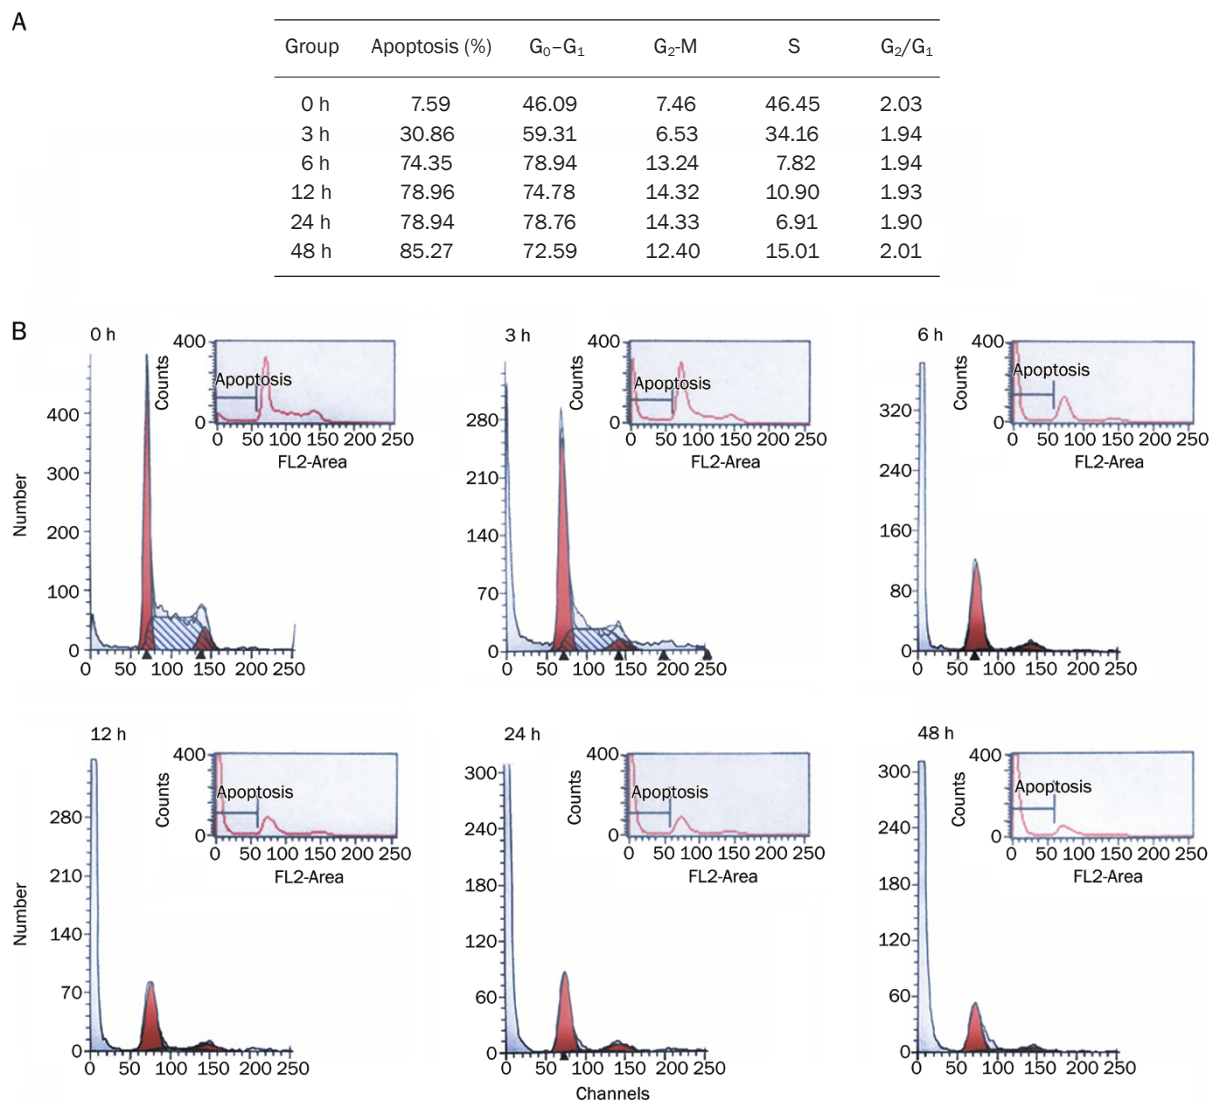 A
Group Apoptosis (%) G₀–G₁ G₂-M S G₂/G₁
0 h 7.59 46.09 7.46 46.45 2.03
3 h 30.86 59.31 6.53 34.16 1.94
6 h 74.35 78.94 13.24 7.82 1.94
12 h 78.96 74.78 14.32 10.90 1.93
24 h 78.94 78.76 14.33 6.91 1.90
48 h 85.27 72.59 12.40 15.01 2.01
B
0 h
Number
400
300
200
100
0
0 50 100 150 200 250
Counts
400
0
Apoptosis
0 50 100 150 200 250
FL2-Area
3 h
280
210
140
70
0
0 50 100 150 200 250
Counts
400
0
Apoptosis
0 50 100 150 200 250
FL2-Area
6 h
320
240
160
80
0
0 50 100 150 200 250
Counts
400
0
Apoptosis
0 50 100 150 200 250
FL2-Area
12 h
Number
280
210
140
70
0
0 50 100 150 200 250
Counts
400
0
Apoptosis
0 50 100 150 200 250
FL2-Area
24 h
300
240
180
120
60
0
0 50 100 150 200 250
Channels
Counts
400
0
Apoptosis
0 50 100 150 200 250
FL2-Area
48 h
300
240
180
120
60
0
0 50 100 150 200 250
Counts
400
0
Apoptosis
0 50 100 150 200 250
FL2-Area